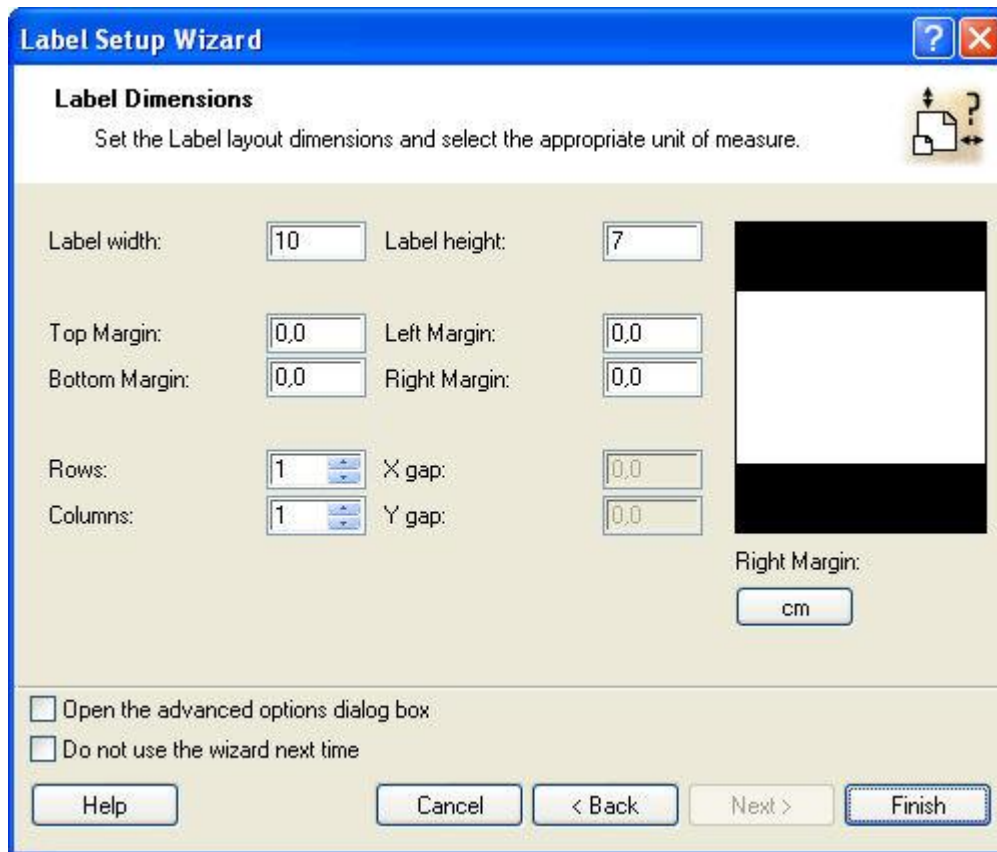 Label Setup Wizard
Label Dimensions
Set the Label layout dimensions and select the appropriate unit of measure.
Label width: 10 Label height: 7
Top Margin: 0,0 Left Margin: 0,0
Bottom Margin: 0,0 Right Margin: 0,0
Rows: 1 X gap: 0,0
Columns: 1 Y gap: 0,0
Right Margin:
cm
Open the advanced options dialog box
Do not use the wizard next time
Help Cancel < Back Next > Finish